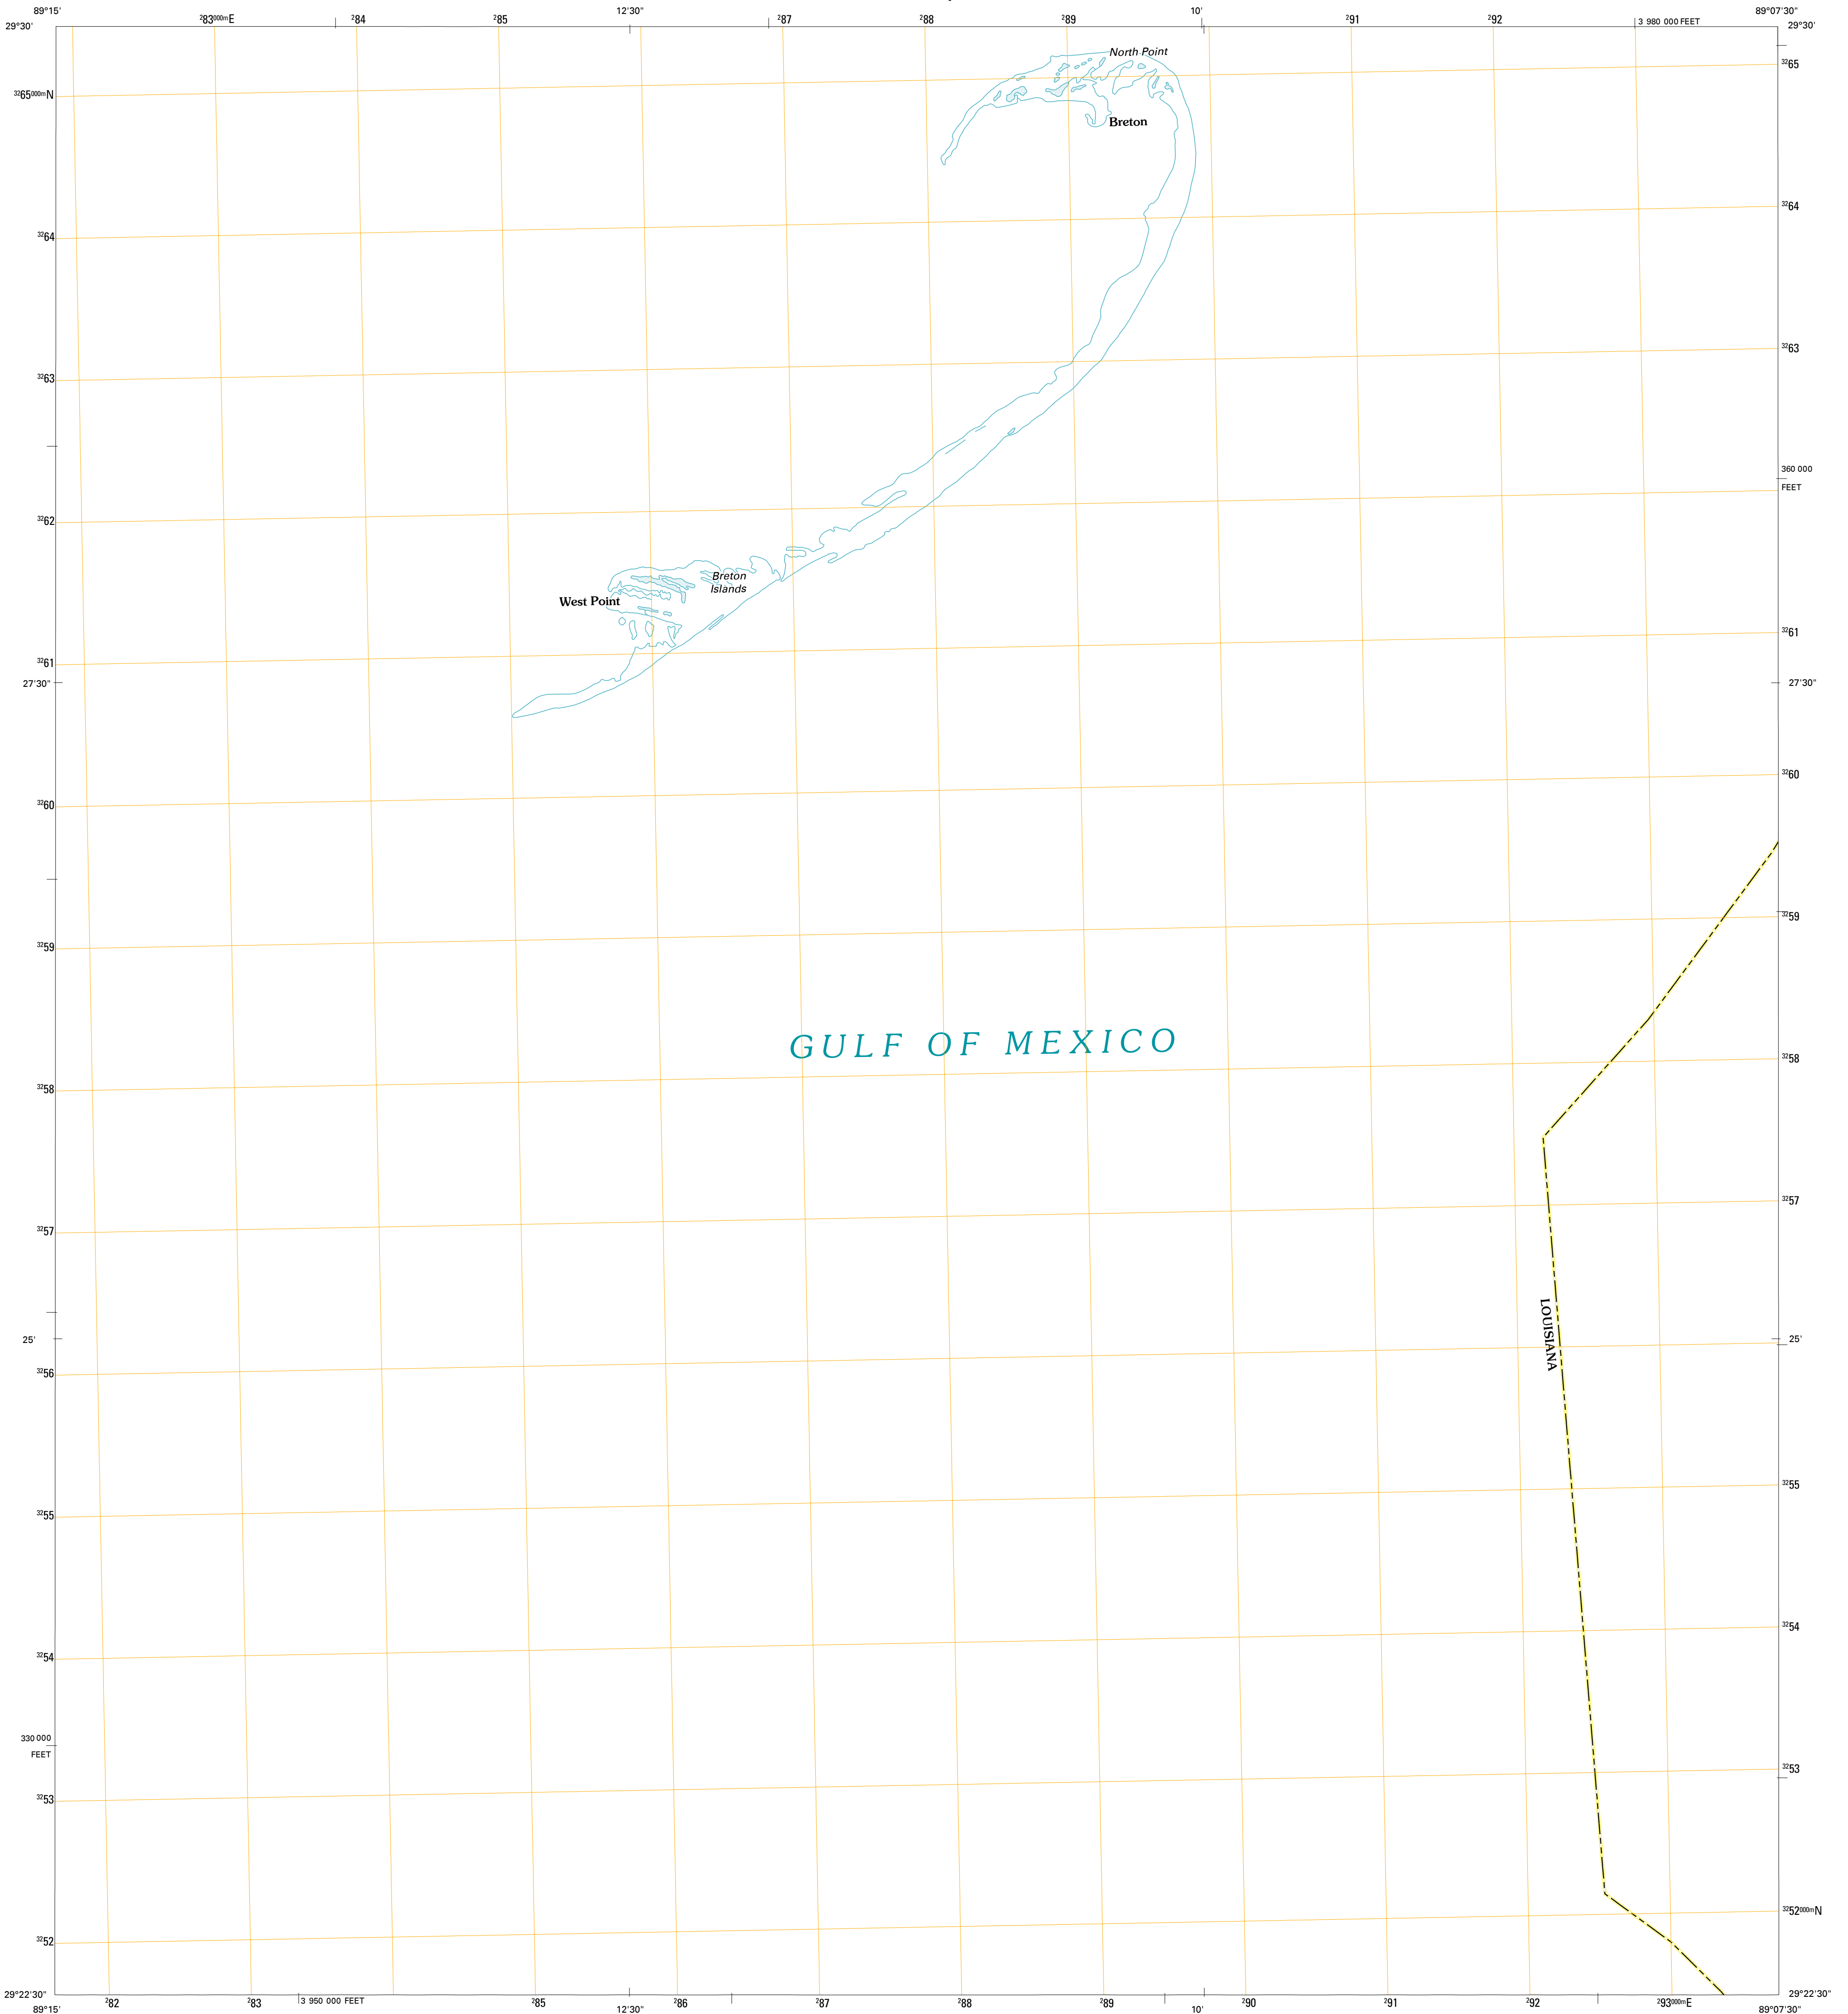 89°15' ²83⁰⁰⁰ᵐE ²84 ²85 12'30" ²87 ²88 ²89 10' ²91 ²92 3 980 000 FEET 89°07'30"
29°30' 29°30'
North Point
³²65 
³²65⁰⁰⁰ᵐN
Breton
³²64
³²64
³²63
³²63
360 000
FEET
³²62
Breton
Islands
West Point
³²61
³²61
27'30" 27'30"
³²60
³²60
³²59
³²59
GULF OF MEXICO
³²58
³²58
³²57
³²57
LOUISIANA
25' 25'
³²56
³²55
³²55
³²54
³²54
330 000
FEET
³²53
³²53
³²52⁰⁰⁰ᵐN
³²52
29°22'30" 29°22'30"
²82 ²83 3 950 000 FEET ²85 ²86 ²87 ²88 ²89 ²90 ²91 ²92 ²93⁰⁰⁰ᵐE
89°15' 12'30" 10' 89°07'30"